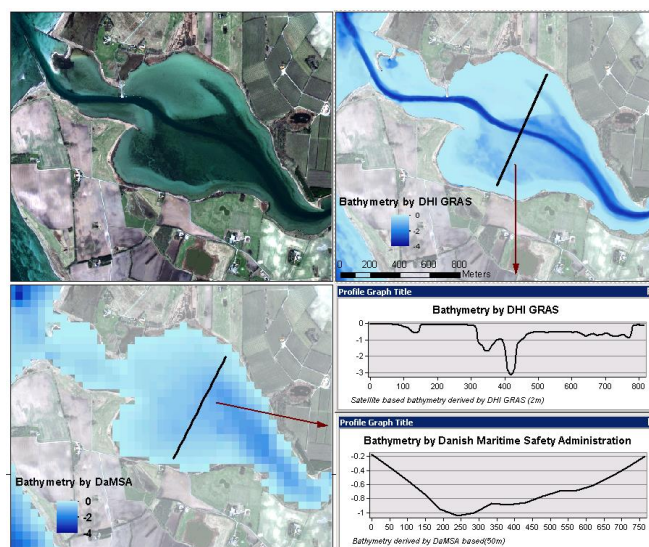 Bathymetry by DHI GRAS
0
-2
-4
0 200 400 600 800
Meters
Bathymetry by DaMSA
0
-2
-4
Profile Graph Title
Bathymetry by DHI GRAS
0
-1
-2
-3
0 100 200 300 400 500 600 700 800
Satellite based bathymetry derived by DHI GRAS (2m)
Profile Graph Title
Bathymetry by Danish Maritime Safety Administration
-0.2
-0.4
-0.6
-0.8
-1
0 50 100 150 200 250 300 350 400 450 500 550 600 650 700 750
Bathymetry derived by DaMSA based(50m)